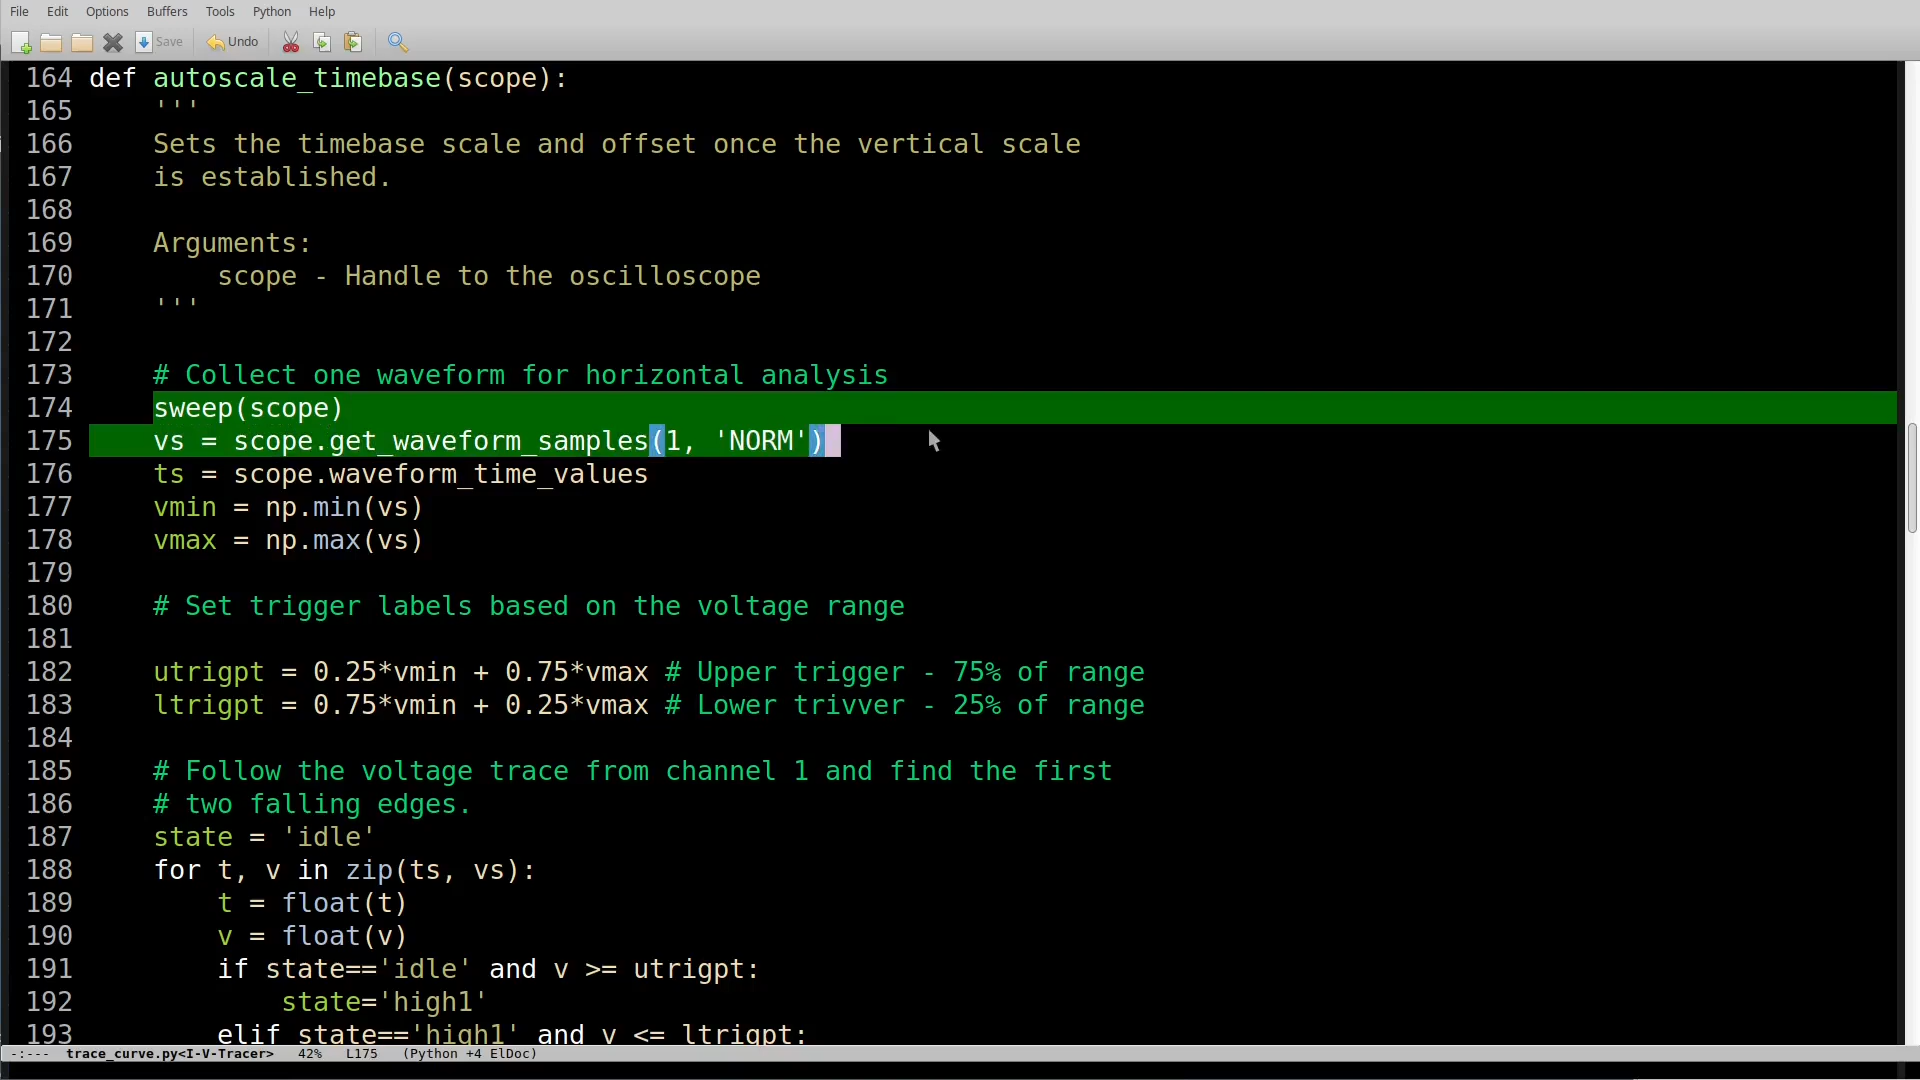 File Edit Options Buffers Tools Python Help
Save Undo
164 def autoscale_timebase(scope):
165     '''
166     Sets the timebase scale and offset once the vertical scale
167     is established.
168
169     Arguments:
170         scope - Handle to the oscilloscope
171     '''
172
173     # Collect one waveform for horizontal analysis
174     sweep(scope)
175     vs = scope.get_waveform_samples(1, 'NORM')
176     ts = scope.waveform_time_values
177     vmin = np.min(vs)
178     vmax = np.max(vs)
179
180     # Set trigger labels based on the voltage range
181
182     utrigpt = 0.25*vmin + 0.75*vmax # Upper trigger - 75% of range
183     ltrigpt = 0.75*vmin + 0.25*vmax # Lower trivver - 25% of range
184
185     # Follow the voltage trace from channel 1 and find the first
186     # two falling edges.
187     state = 'idle'
188     for t, v in zip(ts, vs):
189         t = float(t)
190         v = float(v)
191         if state=='idle' and v >= utrigpt:
192             state='high1'
193         elif state=='high1' and v <= ltrigpt:
-:--- trace_curve.py<I-V-Tracer> 42% L175 (Python +4 ElDoc)